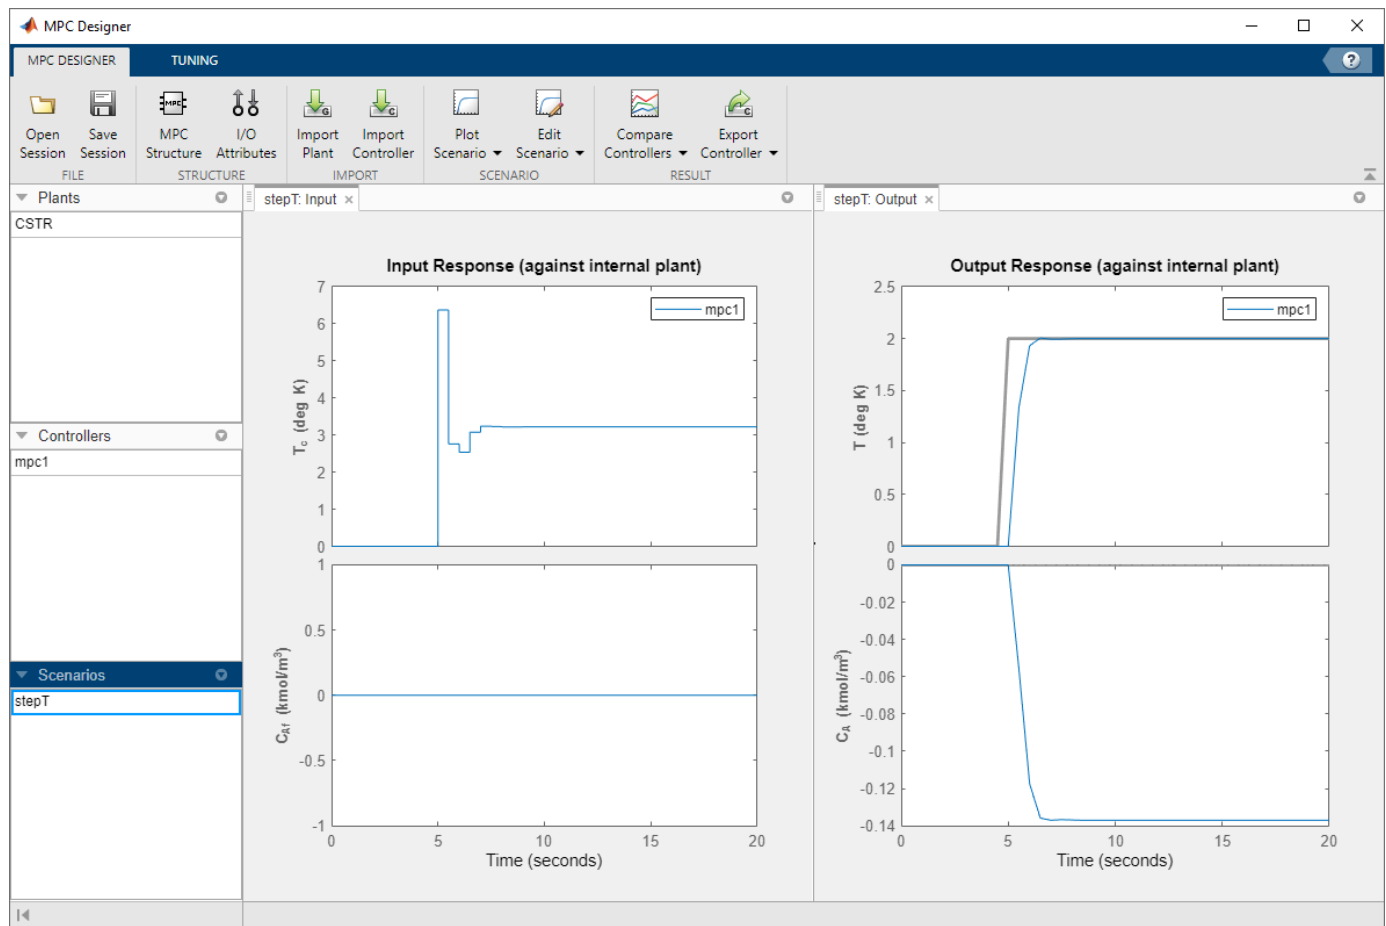 MPC Designer
MPC DESIGNER TUNING
?
Open Session
Save Session
MPC Structure
I/O Attributes
Import Plant
Import Controller
Plot Scenario
Edit Scenario
Compare Controllers
Export Controller
FILE STRUCTURE IMPORT SCENARIO RESULT
Plants
CSTR
Controllers
mpc1
Scenarios
stepT
stepT: Input ×
Input Response (against internal plant)
mpc1
T_c (deg K)
7
6
5
4
3
2
1
0
C_Af (kmol/m³)
1
0.5
0
-0.5
-1
0 5 10 15 20
Time (seconds)
stepT: Output ×
Output Response (against internal plant)
mpc1
T (deg K)
2.5
2
1.5
1
0.5
0
C_A (kmol/m³)
0
-0.02
-0.04
-0.06
-0.08
-0.1
-0.12
-0.14
0 5 10 15 20
Time (seconds)